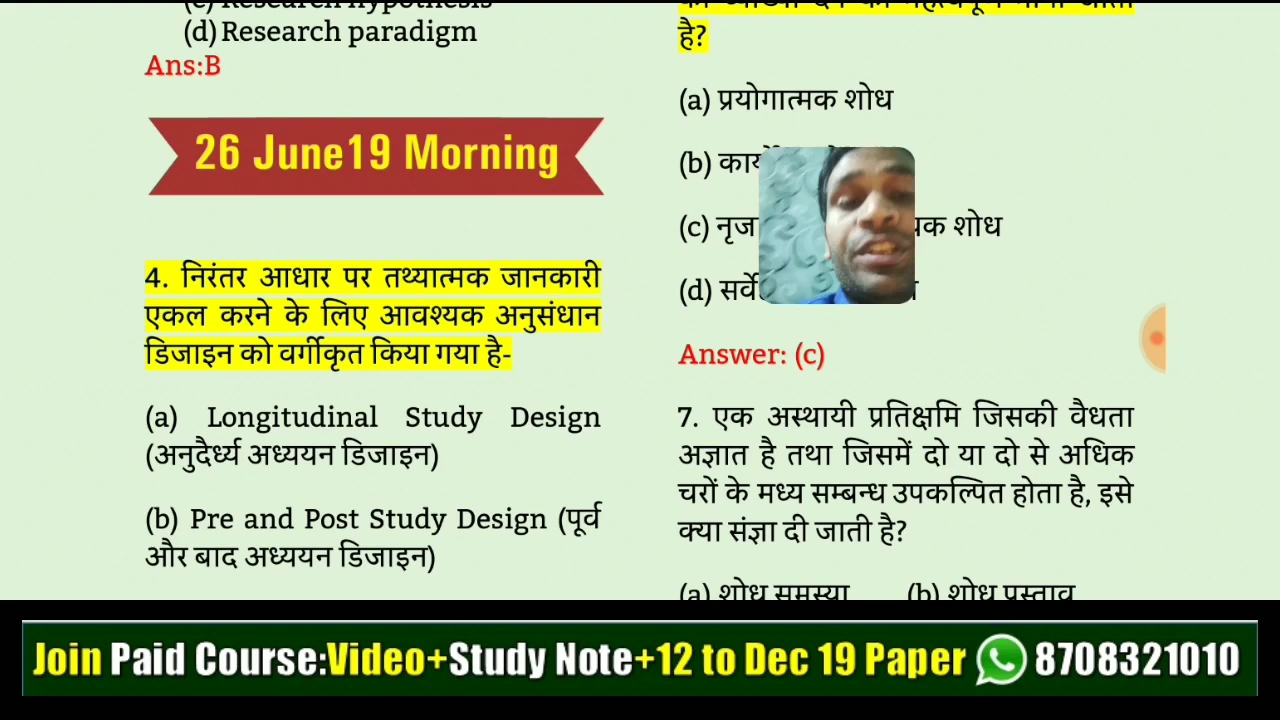 (d) Research paradigm
Ans:B
26 June19 Morning
4. निरंतर आधार पर तथ्यात्मक जानकारी
एकल करने के लिए आवश्यक अनुसंधान
डिजाइन को वर्गीकृत किया गया है-
(a) Longitudinal Study Design
(अनुदैर्ध्य अध्ययन डिजाइन)
(b) Pre and Post Study Design (पूर्व
और बाद अध्ययन डिजाइन)
है?
(a) प्रयोगात्मक शोध
(b)
(c) शोध
(d)
Answer: (c)
7. एक अस्थायी प्रतिक्षमि जिसकी वैधता
अज्ञात है तथा जिसमें दो या दो से अधिक
चरों के मध्य सम्बन्ध उपकल्पित होता है, इसे
क्या संज्ञा दी जाती है?
(a) शोध समस्या (b) शोध प्रस्ताव
Join Paid Course:Video+Study Note+12 to Dec 19 Paper 8708321010